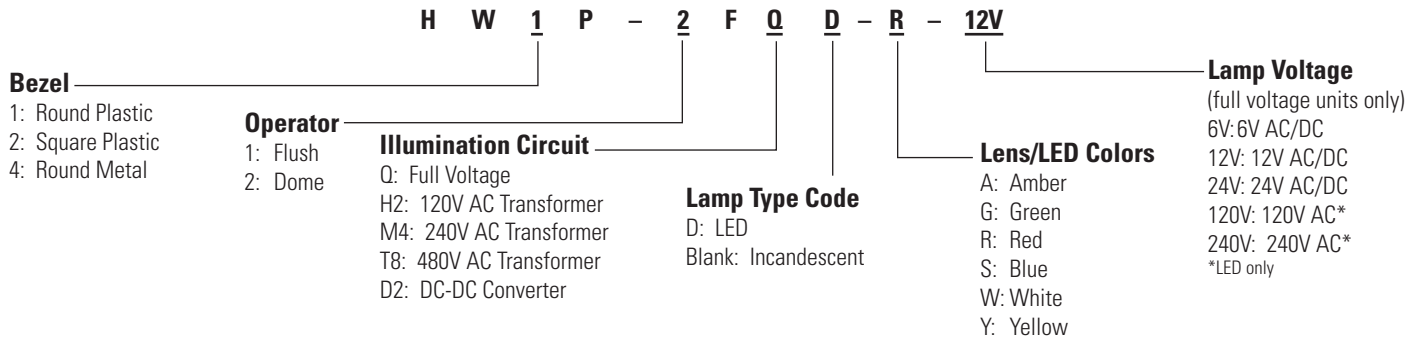 H W 1 P – 2 F Q D – R – 12V
Bezel
1: Round Plastic
2: Square Plastic
4: Round Metal
Operator
1: Flush
2: Dome
Illumination Circuit
Q: Full Voltage
H2: 120V AC Transformer
M4: 240V AC Transformer
T8: 480V AC Transformer
D2: DC-DC Converter
Lamp Type Code
D: LED
Blank: Incandescent
Lens/LED Colors
A: Amber
G: Green
R: Red
S: Blue
W: White
Y: Yellow
Lamp Voltage
(full voltage units only)
6V: 6V AC/DC
12V: 12V AC/DC
24V: 24V AC/DC
120V: 120V AC*
240V: 240V AC*
*LED only